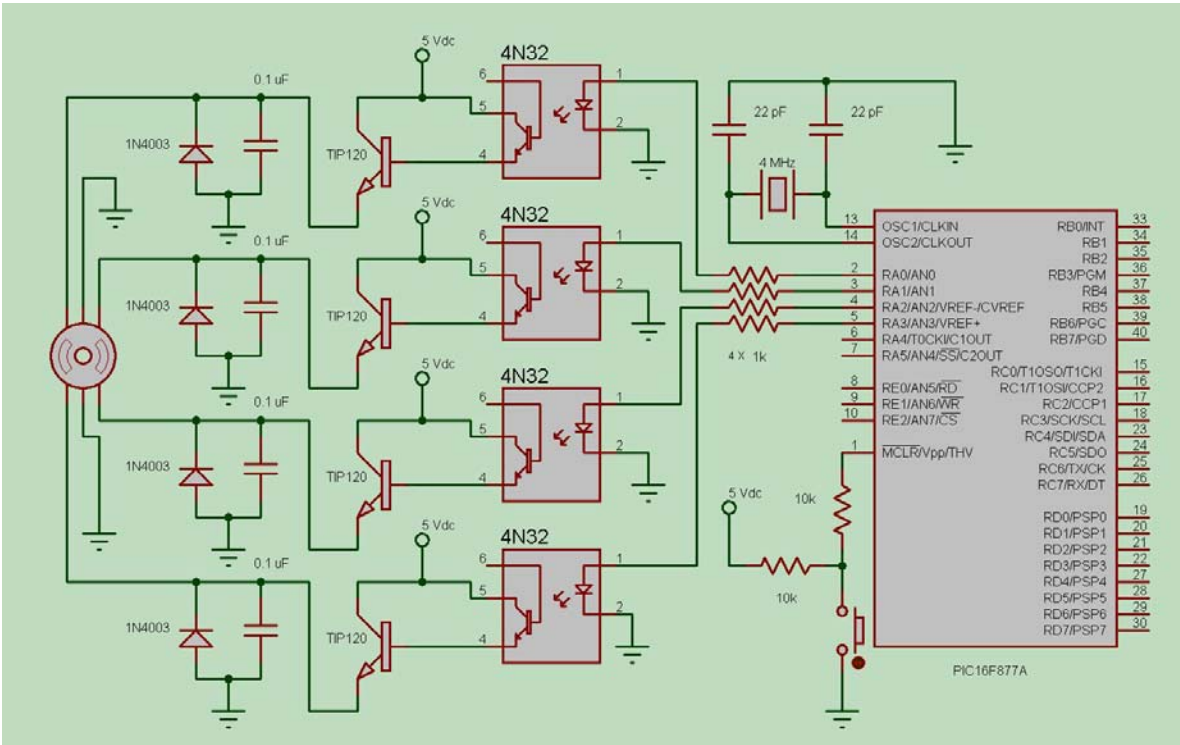 5 Vdc
4N32
0.1 uF
1N4003
TIP120
6
5
4
1
2
22 pF
22 pF
4 MHz
5 Vdc
4N32
0.1 uF
1N4003
TIP120
6
5
4
1
2
5 Vdc
4N32
0.1 uF
1N4003
TIP120
6
5
4
1
2
5 Vdc
4N32
0.1 uF
1N4003
TIP120
6
5
4
1
2
4 X 1k
5 Vdc
10k
10k
13 OSC1/CLKIN
14 OSC2/CLKOUT
2 RA0/AN0
3 RA1/AN1
4 RA2/AN2/VREF-/CVREF
5 RA3/AN3/VREF+
6 RA4/T0CKI/C1OUT
7 RA5/AN4/SS/C2OUT
8 RE0/AN5/RD
9 RE1/AN6/WR
10 RE2/AN7/CS
1 MCLR/Vpp/THV
RB0/INT 33
RB1 34
RB2 35
RB3/PGM 36
RB4 37
RB5 38
RB6/PGC 39
RB7/PGD 40
RC0/T1OSO/T1CKI 15
RC1/T1OSI/CCP2 16
RC2/CCP1 17
RC3/SCK/SCL 18
RC4/SDI/SDA 23
RC5/SDO 24
RC6/TX/CK 25
RC7/RX/DT 26
RD0/PSP0 19
RD1/PSP1 20
RD2/PSP2 21
RD3/PSP3 22
RD4/PSP4 27
RD5/PSP5 28
RD6/PSP6 29
RD7/PSP7 30
PIC16F877A